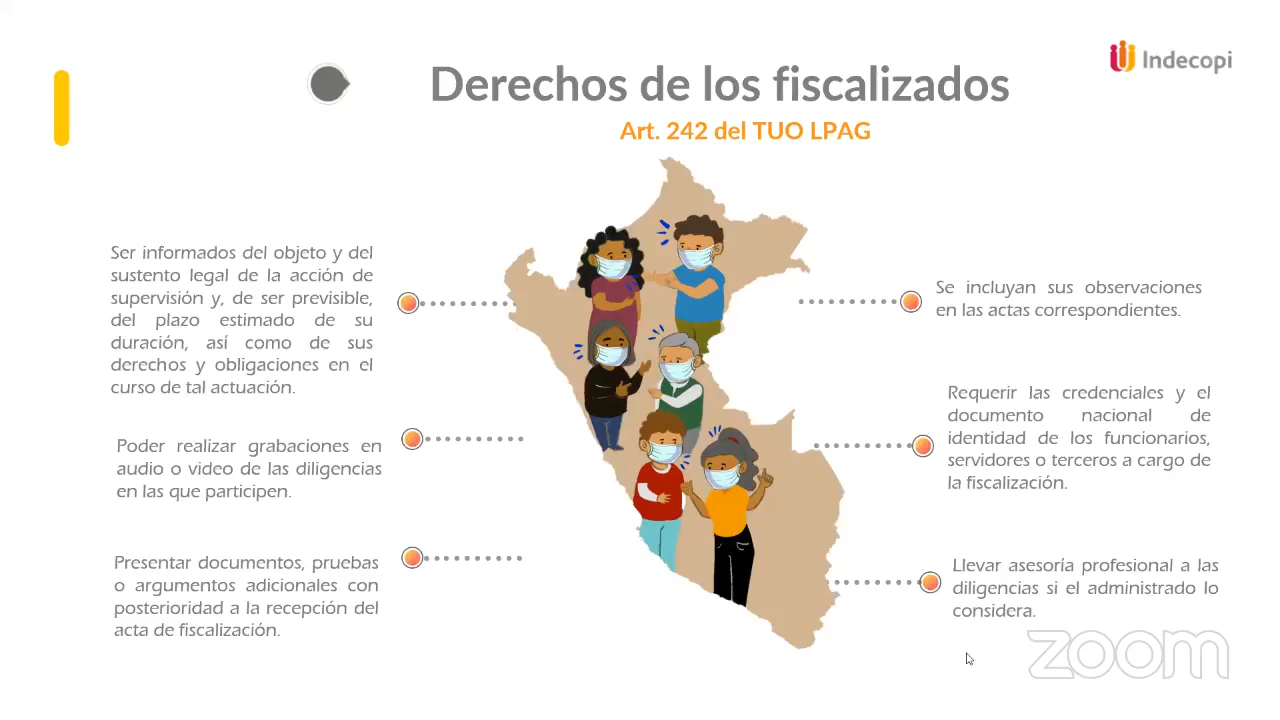 Indecopi
Derechos de los fiscalizados
Art. 242 del TUO LPAG
Ser informados del objeto y del
sustento legal de la acción de
supervisión y, de ser previsible,
del plazo estimado de su
duración, así como de sus
derechos y obligaciones en el
curso de tal actuación.
Poder realizar grabaciones en
audio o video de las diligencias
en las que participen.
Presentar documentos, pruebas
o argumentos adicionales con
posterioridad a la recepción del
acta de fiscalización.
Se incluyan sus observaciones
en las actas correspondientes.
Requerir las credenciales y el
documento nacional de
identidad de los funcionarios,
servidores o terceros a cargo de
la fiscalización.
Llevar asesoría profesional a las
diligencias si el administrado lo
considera.
zoom